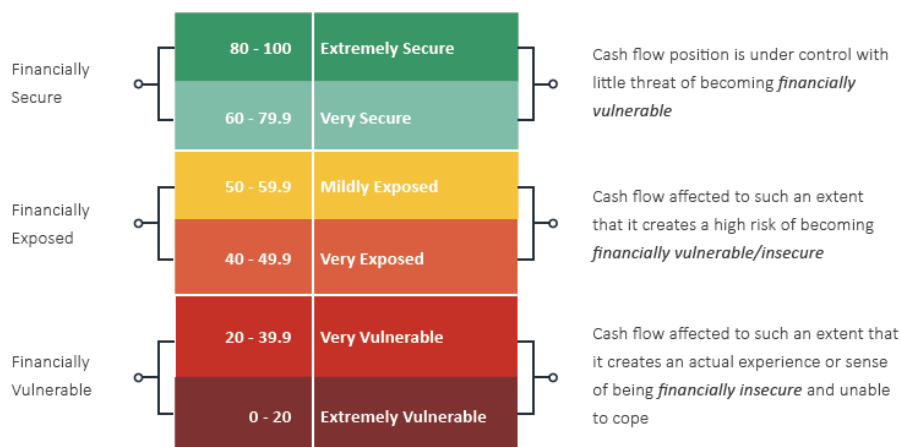 Financially
Secure
80 - 100 Extremely Secure
60 - 79.9 Very Secure
Cash flow position is under control with
little threat of becoming financially
vulnerable
Financially
Exposed
50 - 59.9 Mildly Exposed
40 - 49.9 Very Exposed
Cash flow affected to such an extent
that it creates a high risk of becoming
financially vulnerable/insecure
Financially
Vulnerable
20 - 39.9 Very Vulnerable
0 - 20 Extremely Vulnerable
Cash flow affected to such an extent that
it creates an actual experience or sense
of being financially insecure and unable
to cope